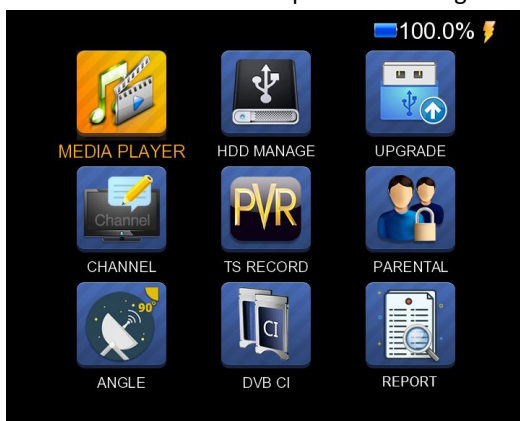 100.0%
MEDIA PLAYER HDD MANAGE UPGRADE
Channel PVR
CHANNEL TS RECORD PARENTAL
90°
CI
ANGLE DVB CI REPORT